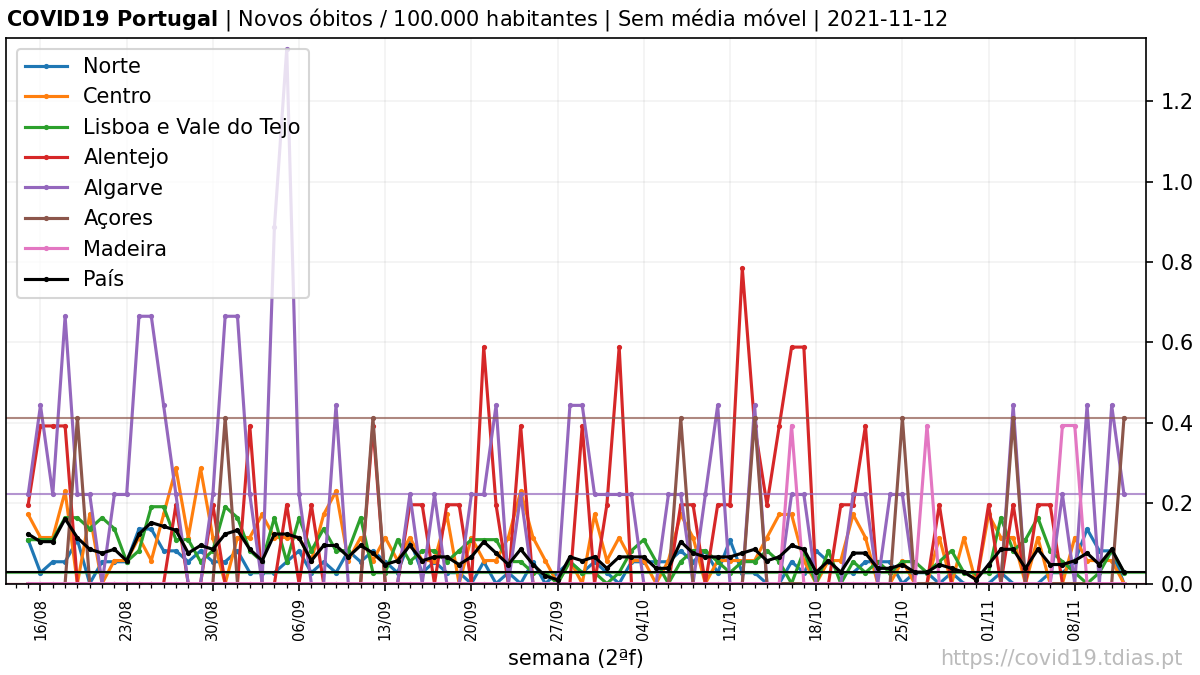 COVID19 Portugal | Novos óbitos / 100.000 habitantes | Sem média móvel | 2021-11-12
Norte
Centro
Lisboa e Vale do Tejo
Alentejo
Algarve
Açores
Madeira
País
1.2
1.0
0.8
0.6
0.4
0.2
0.0
16/08 23/08 30/08 06/09 13/09 20/09 27/09 04/10 11/10 18/10 25/10 01/11 08/11
semana (2ªf)
https://covid19.tdias.pt